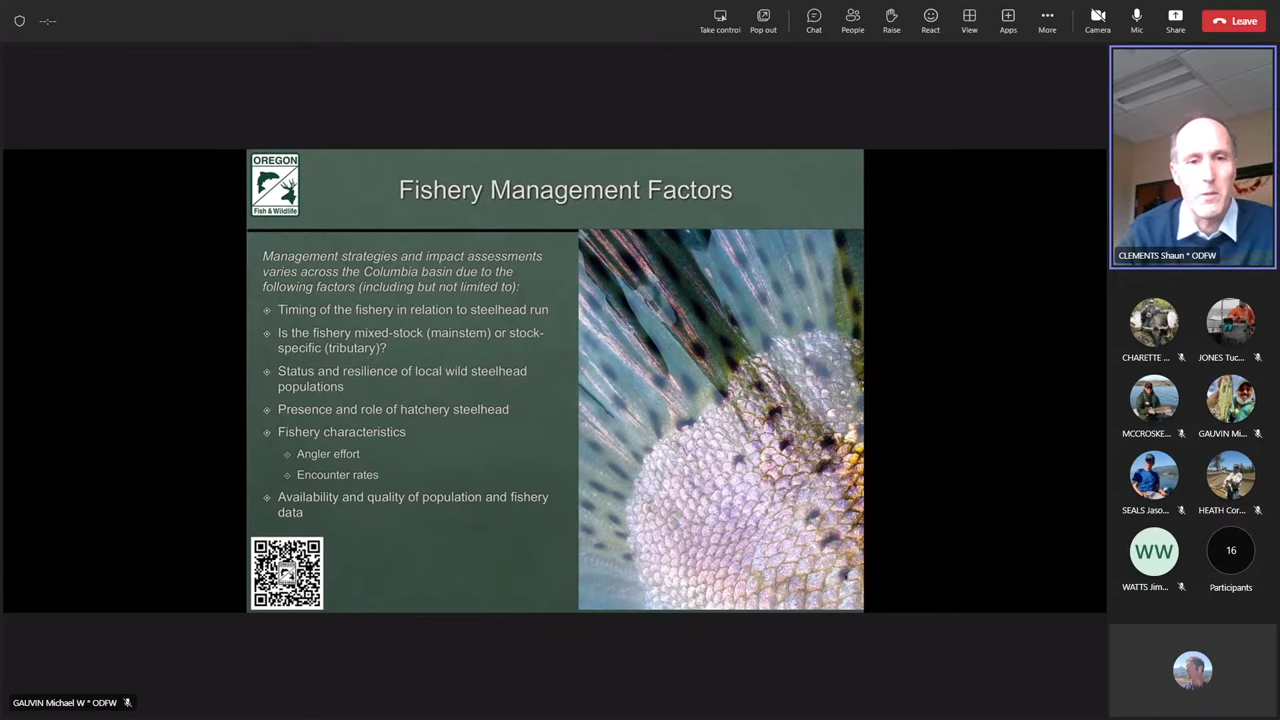 --:--
Take control
Pop out
Chat
People
Raise
React
View
Apps
More
Camera
Mic
Share
Leave
OREGON
Fish & Wildlife
Fishery Management Factors
Management strategies and impact assessments
varies across the Columbia basin due to the
following factors (including but not limited to):
Timing of the fishery in relation to steelhead run
Is the fishery mixed-stock (mainstem) or stock-
specific (tributary)?
Status and resilience of local wild steelhead
populations
Presence and role of hatchery steelhead
Fishery characteristics
Angler effort
Encounter rates
Availability and quality of population and fishery
data
CLEMENTS Shaun * ODFW
CHARETTE ...
JONES Tuc...
MCCROSKE...
GAUVIN Mi...
SEALS Jaso...
HEATH Cor...
WW
16
WATTS Jim...
Participants
GAUVIN Michael W * ODFW